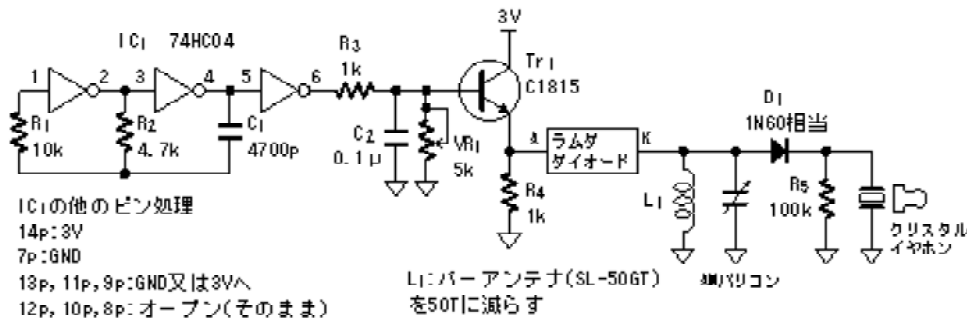 3V
IC1 74HC04
Tr1
C1815
R3
1k
1
2
3
4
5
6
D1
1N60相当
R1
10k
R2
4.7k
C1
4700p
C2
0.1μ
VR1
5k
A
ラムダ
ダイオード
K
R4
1k
L1
R5
100k
クリスタル
イヤホン
バリコン
IC1の他のピン処理
14p:3V
7p:GND
13p,11p,9p:GND又は3Vへ
12p,10p,8p:オープン(そのまま)
L1:バーアンテナ(SL-50GT)
を50Tに減らす